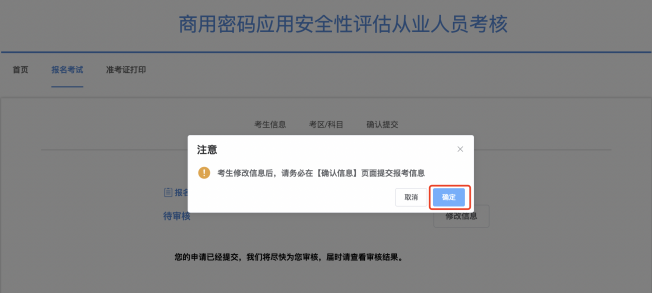 商用密码应用安全性评估从业人员考核
首页 报名考试 准考证打印
考生信息 考区/科目 确认提交
注意
考生修改信息后，请务必在【确认信息】页面提交报考信息
取消 确定
报名
待审核 修改信息
您的申请已经提交，我们将尽快为您审核，届时请查看审核结果。